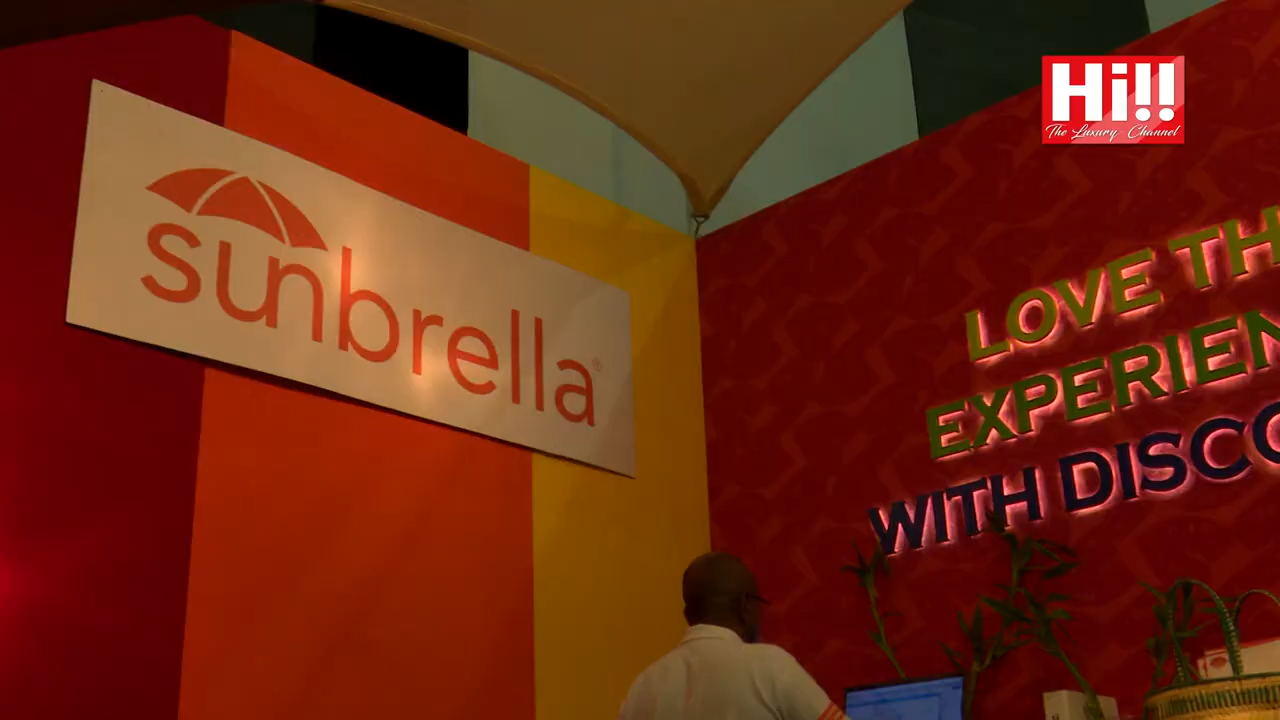 sunbrella®
Hi!!
The Luxury Channel
LOVE TH
EXPERIEN
WITH DISCO